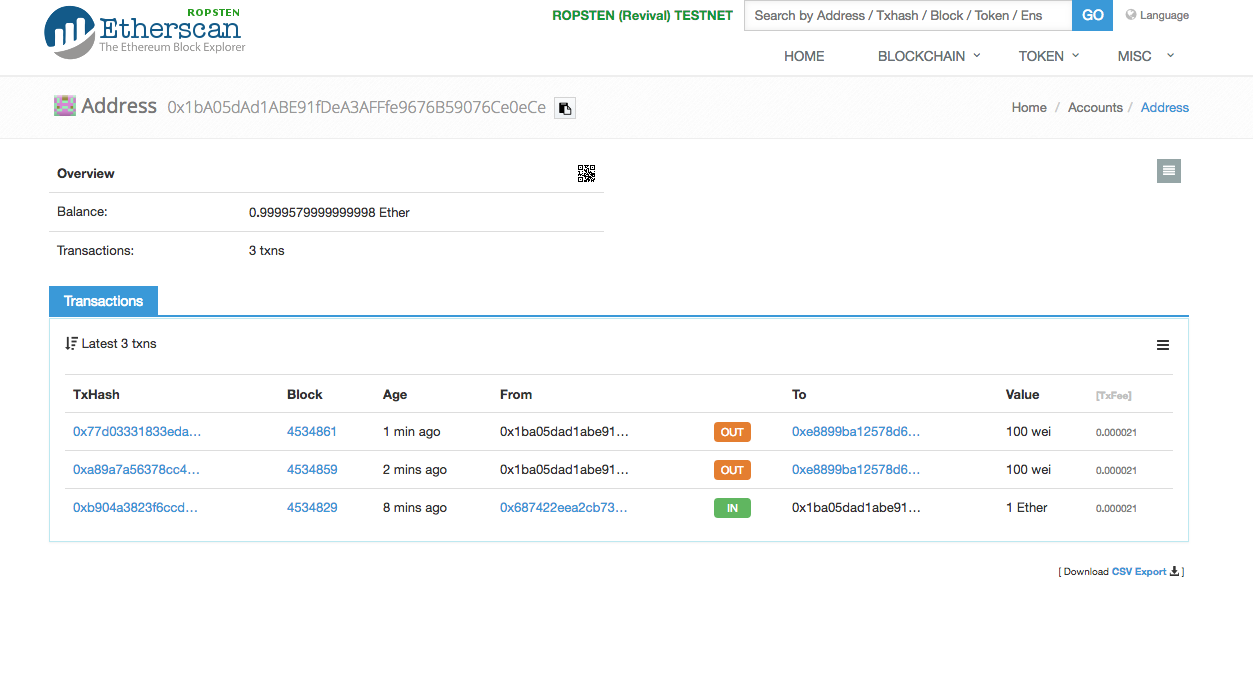 ROPSTEN
Etherscan
The Ethereum Block Explorer
ROPSTEN (Revival) TESTNET
Search by Address / Txhash / Block / Token / Ens
GO
Language
HOME BLOCKCHAIN TOKEN MISC
Address 0x1bA05dAd1ABE91fDeA3AFFfe9676B59076Ce0eCe
Home / Accounts / Address
Overview
Balance: 0.9999579999999998 Ether
Transactions: 3 txns
Transactions
Latest 3 txns
TxHash Block Age From To Value [TxFee]
0x77d03331833eda... 4534861 1 min ago 0x1ba05dad1abe91... OUT 0xe8899ba12578d6... 100 wei 0.000021
0xa89a7a56378cc4... 4534859 2 mins ago 0x1ba05dad1abe91... OUT 0xe8899ba12578d6... 100 wei 0.000021
0xb904a3823f6ccd... 4534829 8 mins ago 0x687422eea2cb73... IN 0x1ba05dad1abe91... 1 Ether 0.000021
[ Download CSV Export ]